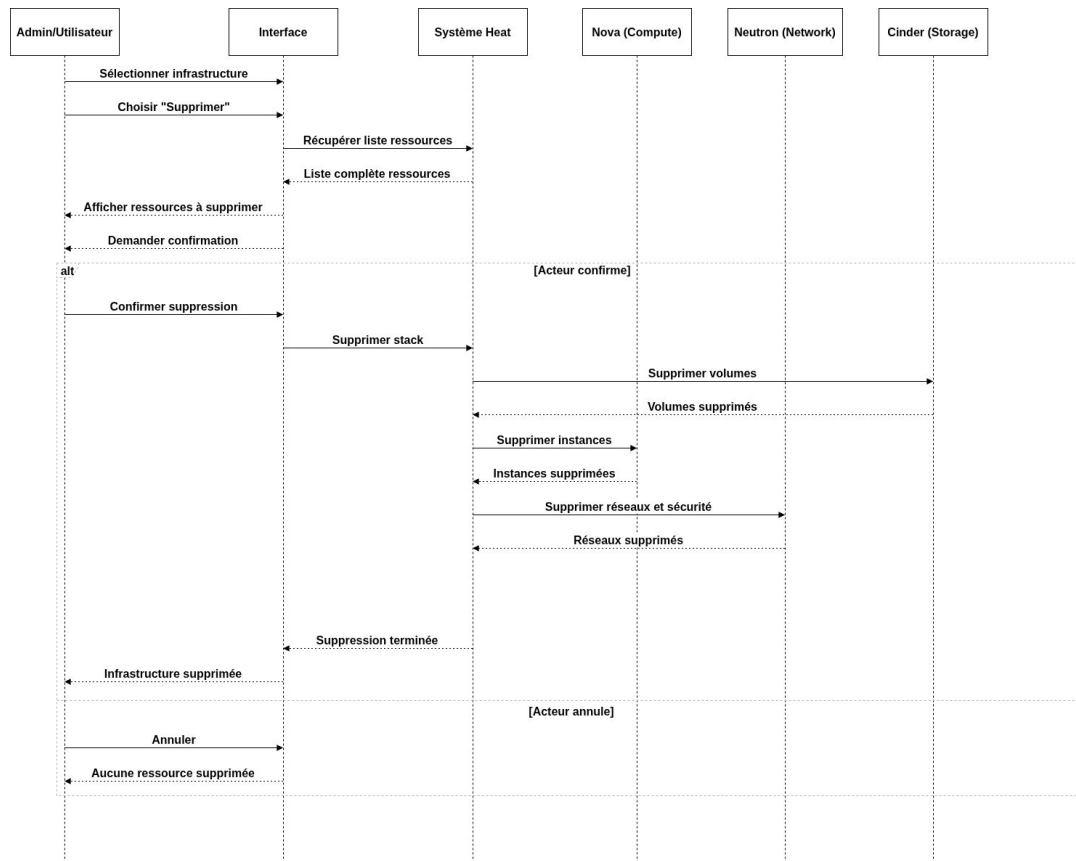 Admin/Utilisateur
Interface
Système Heat
Nova (Compute)
Neutron (Network)
Cinder (Storage)
Sélectionner infrastructure
Choisir "Supprimer"
Récupérer liste ressources
Liste complète ressources
Afficher ressources à supprimer
Demander confirmation
alt
[Acteur confirme]
Confirmer suppression
Supprimer stack
Supprimer volumes
Volumes supprimés
Supprimer instances
Instances supprimées
Supprimer réseaux et sécurité
Réseaux supprimés
Suppression terminée
Infrastructure supprimée
[Acteur annule]
Annuler
Aucune ressource supprimée